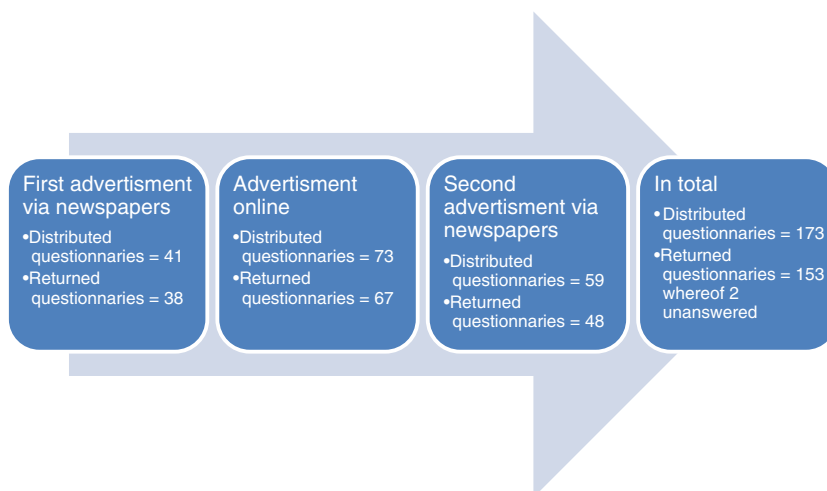 First advertisment
via newspapers
•Distributed
questionnaries = 41
•Returned
questionnaries = 38
Advertisment
online
•Distributed
questionnaries = 73
•Returned
questionnaries = 67
Second
advertisment via
newspapers
•Distributed
questionnaries = 59
•Returned
questionnaries = 48
In total
•Distributed
questionnaries = 173
•Returned
questionnaries = 153
whereof 2
unanswered